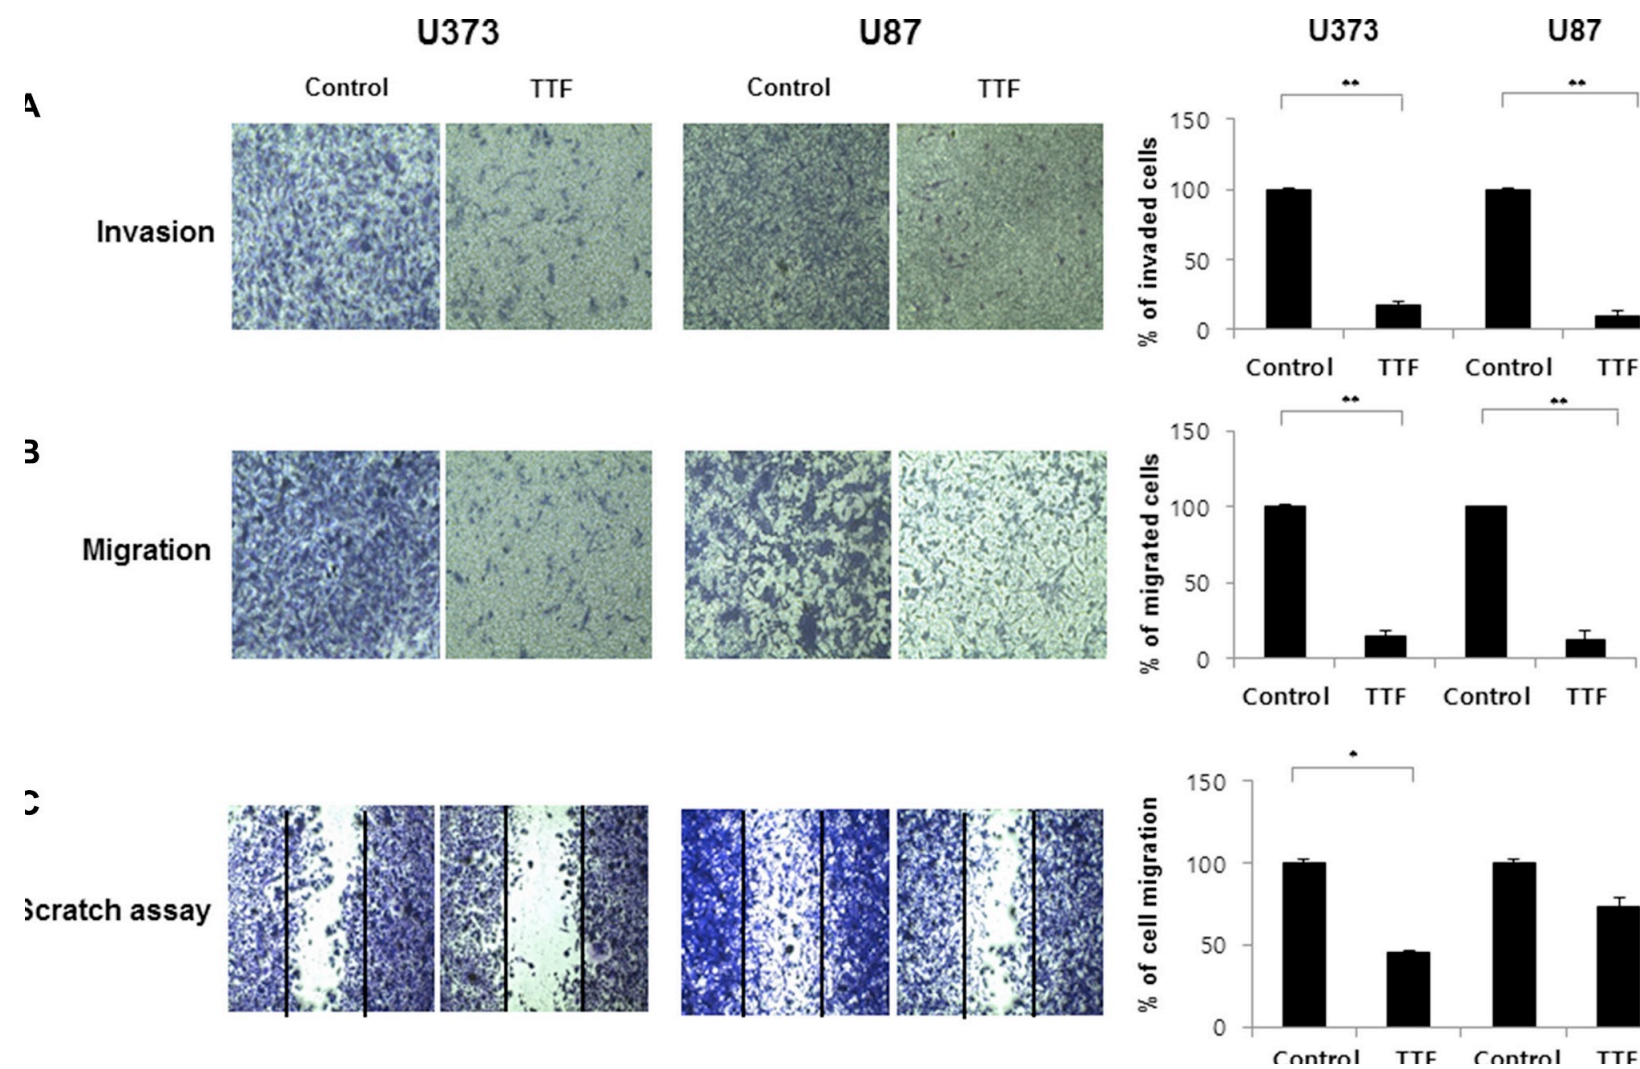 U373 U87 U373 U87
Control TTF Control TTF
A
**
**
Invasion
% of invaded cells
150
100
50
0
Control TTF Control TTF
B
**
**
Migration
% of migrated cells
150
100
50
0
Control TTF Control TTF
C
*
Scratch assay
% of cell migration
150
100
50
0
Control TTF Control TTF